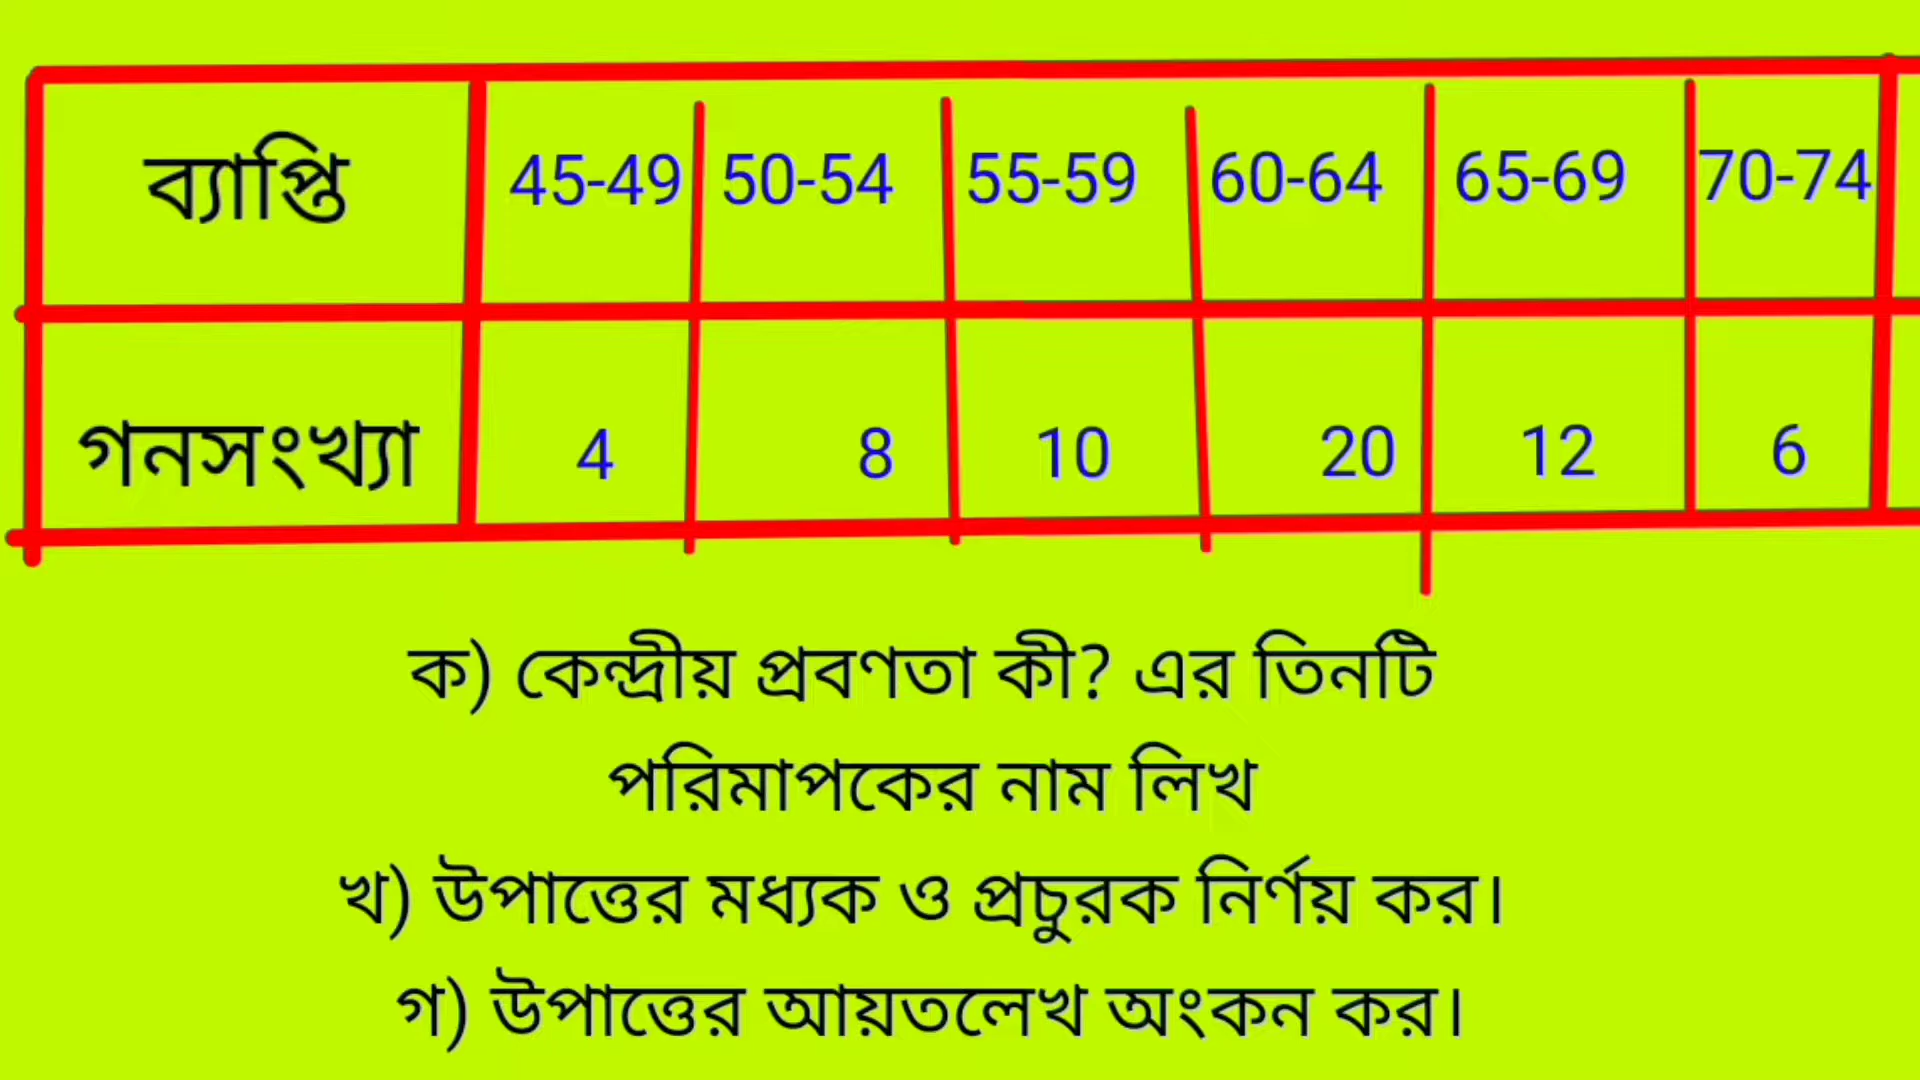 ব্যাপ্তি 45-49 50-54 55-59 60-64 65-69 70-74
গনসংখ্যা 4 8 10 20 12 6
ক) কেন্দ্রীয় প্রবণতা কী? এর তিনটি
পরিমাপকের নাম লিখ
খ) উপাত্তের মধ্যক ও প্রচুরক নির্ণয় কর।
গ) উপাত্তের আয়তলেখ অংকন কর।